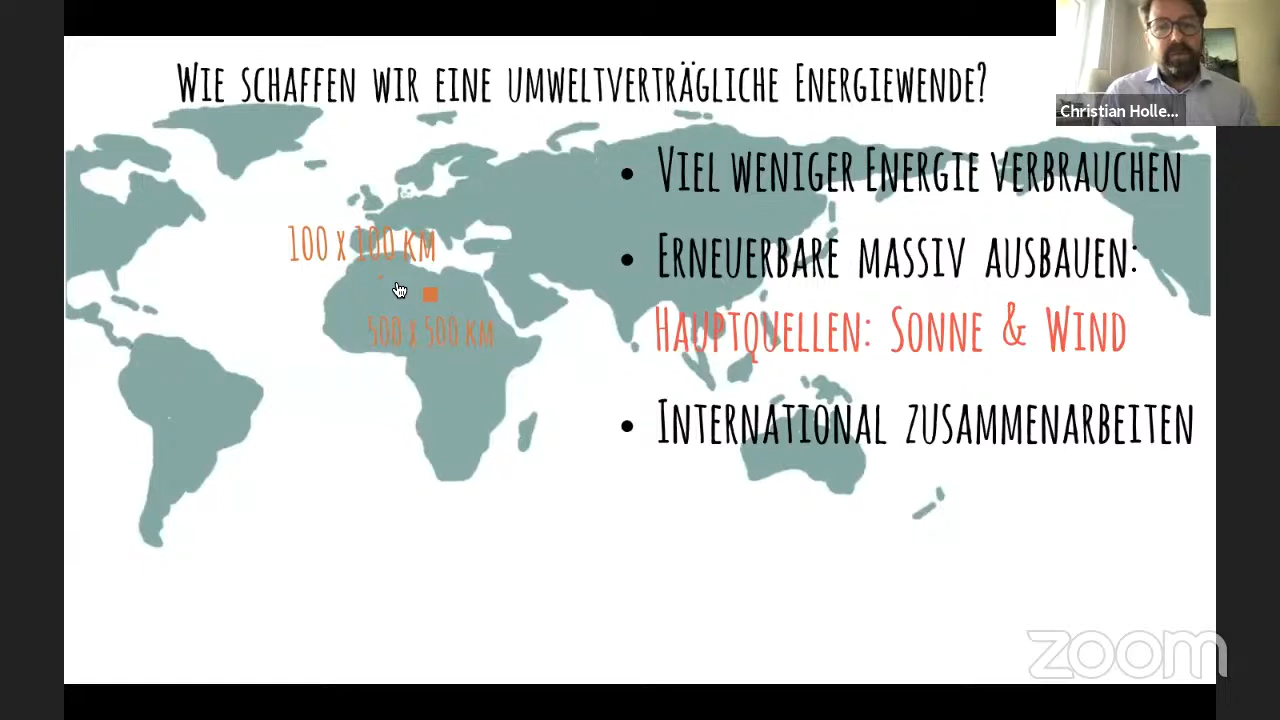 Wie schaffen wir eine umweltverträgliche Energiewende?
Christian Holle...
• Viel weniger Energie verbrauchen
100 x 100 km
• Erneuerbare massiv ausbauen:
500 x 500 km
Hauptquellen: Sonne & Wind
• International zusammenarbeiten
zoom